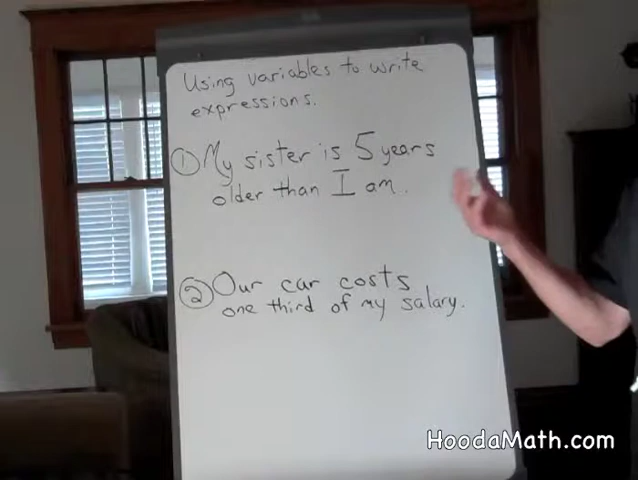 Using variables to write
expressions.
① My sister is 5 years
older than I am.
② Our car costs
one third of my salary.
HoodaMath.com